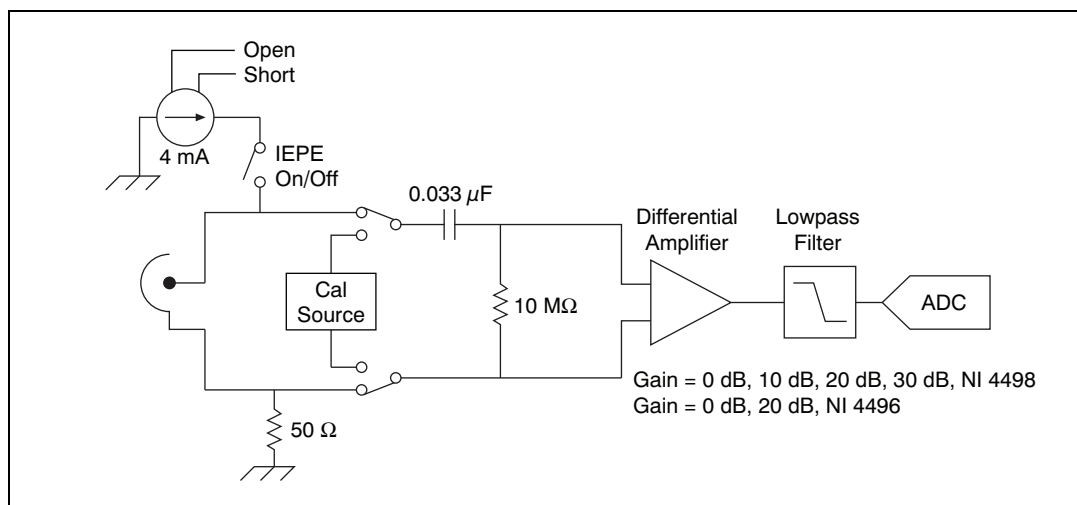 Open
Short
4 mA
IEPE
On/Off
0.033 µF
Differential
Amplifier
Lowpass
Filter
Cal
Source
10 MΩ
ADC
Gain = 0 dB, 10 dB, 20 dB, 30 dB, NI 4498
Gain = 0 dB, 20 dB, NI 4496
50 Ω